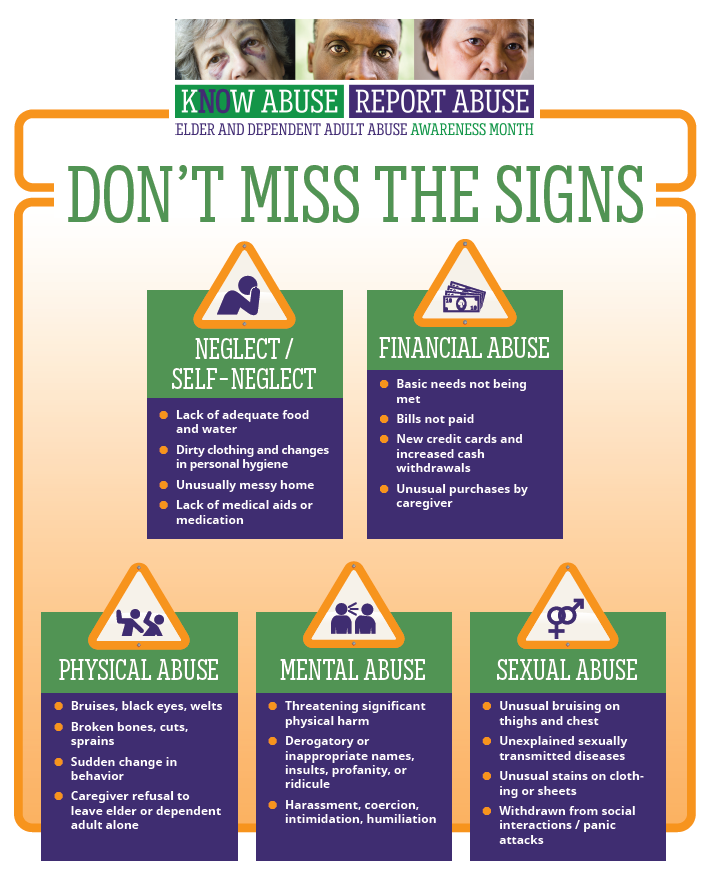 KNOW ABUSE REPORT ABUSE
ELDER AND DEPENDENT ADULT ABUSE AWARENESS MONTH
DON'T MISS THE SIGNS
NEGLECT /
SELF-NEGLECT
Lack of adequate food
and water
Dirty clothing and changes
in personal hygiene
Unusually messy home
Lack of medical aids or
medication
FINANCIAL ABUSE
Basic needs not being
met
Bills not paid
New credit cards and
increased cash
withdrawals
Unusual purchases by
caregiver
PHYSICAL ABUSE
Bruises, black eyes, welts
Broken bones, cuts,
sprains
Sudden change in
behavior
Caregiver refusal to
leave elder or dependent
adult alone
MENTAL ABUSE
Threatening significant
physical harm
Derogatory or
inappropriate names,
insults, profanity, or
ridicule
Harassment, coercion,
intimidation, humiliation
SEXUAL ABUSE
Unusual bruising on
thighs and chest
Unexplained sexually
transmitted diseases
Unusual stains on cloth-
ing or sheets
Withdrawn from social
interactions / panic
attacks